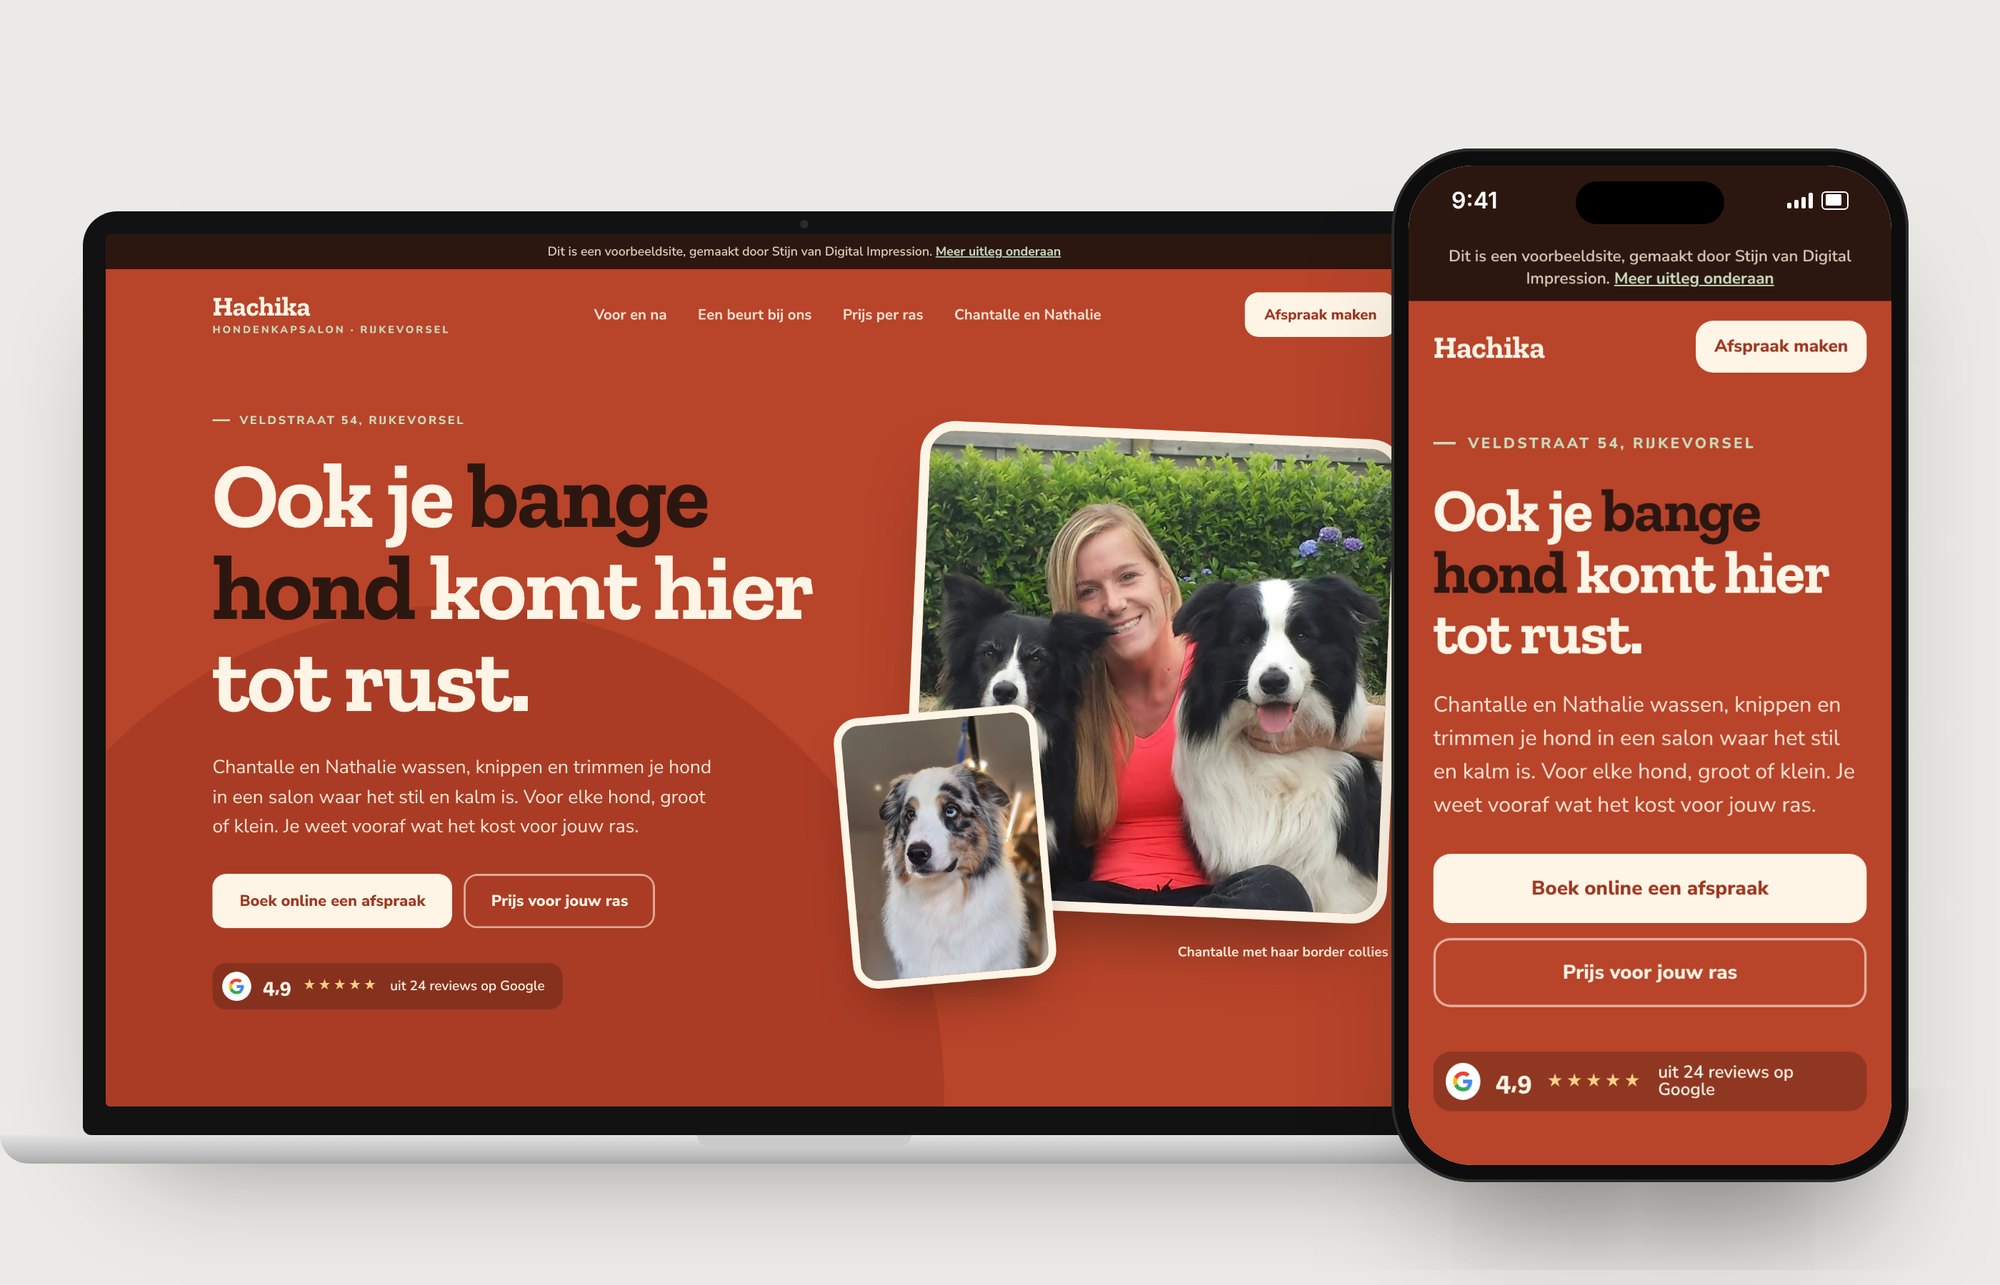 Dit is een voorbeeldsite, gemaakt door Stijn van Digital Impression. Meer uitleg onderaan
Hachika
HONDENKAPSALON · RIJKEVORSEL
Voor en na
Een beurt bij ons
Prijs per ras
Chantalle en Nathalie
Afspraak maken
— VELDSTRAAT 54, RIJKEVORSEL
Ook je bange
hond komt hier
tot rust.
Chantalle en Nathalie wassen, knippen en trimmen je hond
in een salon waar het stil en kalm is. Voor elke hond, groot
of klein. Je weet vooraf wat het kost voor jouw ras.
Boek online een afspraak
Prijs voor jouw ras
G 4,9 ★★★★★ uit 24 reviews op Google
Chantalle met haar border collies
9:41
Dit is een voorbeeldsite, gemaakt door Stijn van Digital
Impression. Meer uitleg onderaan
Hachika
Afspraak maken
— VELDSTRAAT 54, RIJKEVORSEL
Ook je bange
hond komt hier
tot rust.
Chantalle en Nathalie wassen, knippen en
trimmen je hond in een salon waar het stil
en kalm is. Voor elke hond, groot of klein. Je
weet vooraf wat het kost voor jouw ras.
Boek online een afspraak
Prijs voor jouw ras
G 4,9 ★★★★★ uit 24 reviews op
Google